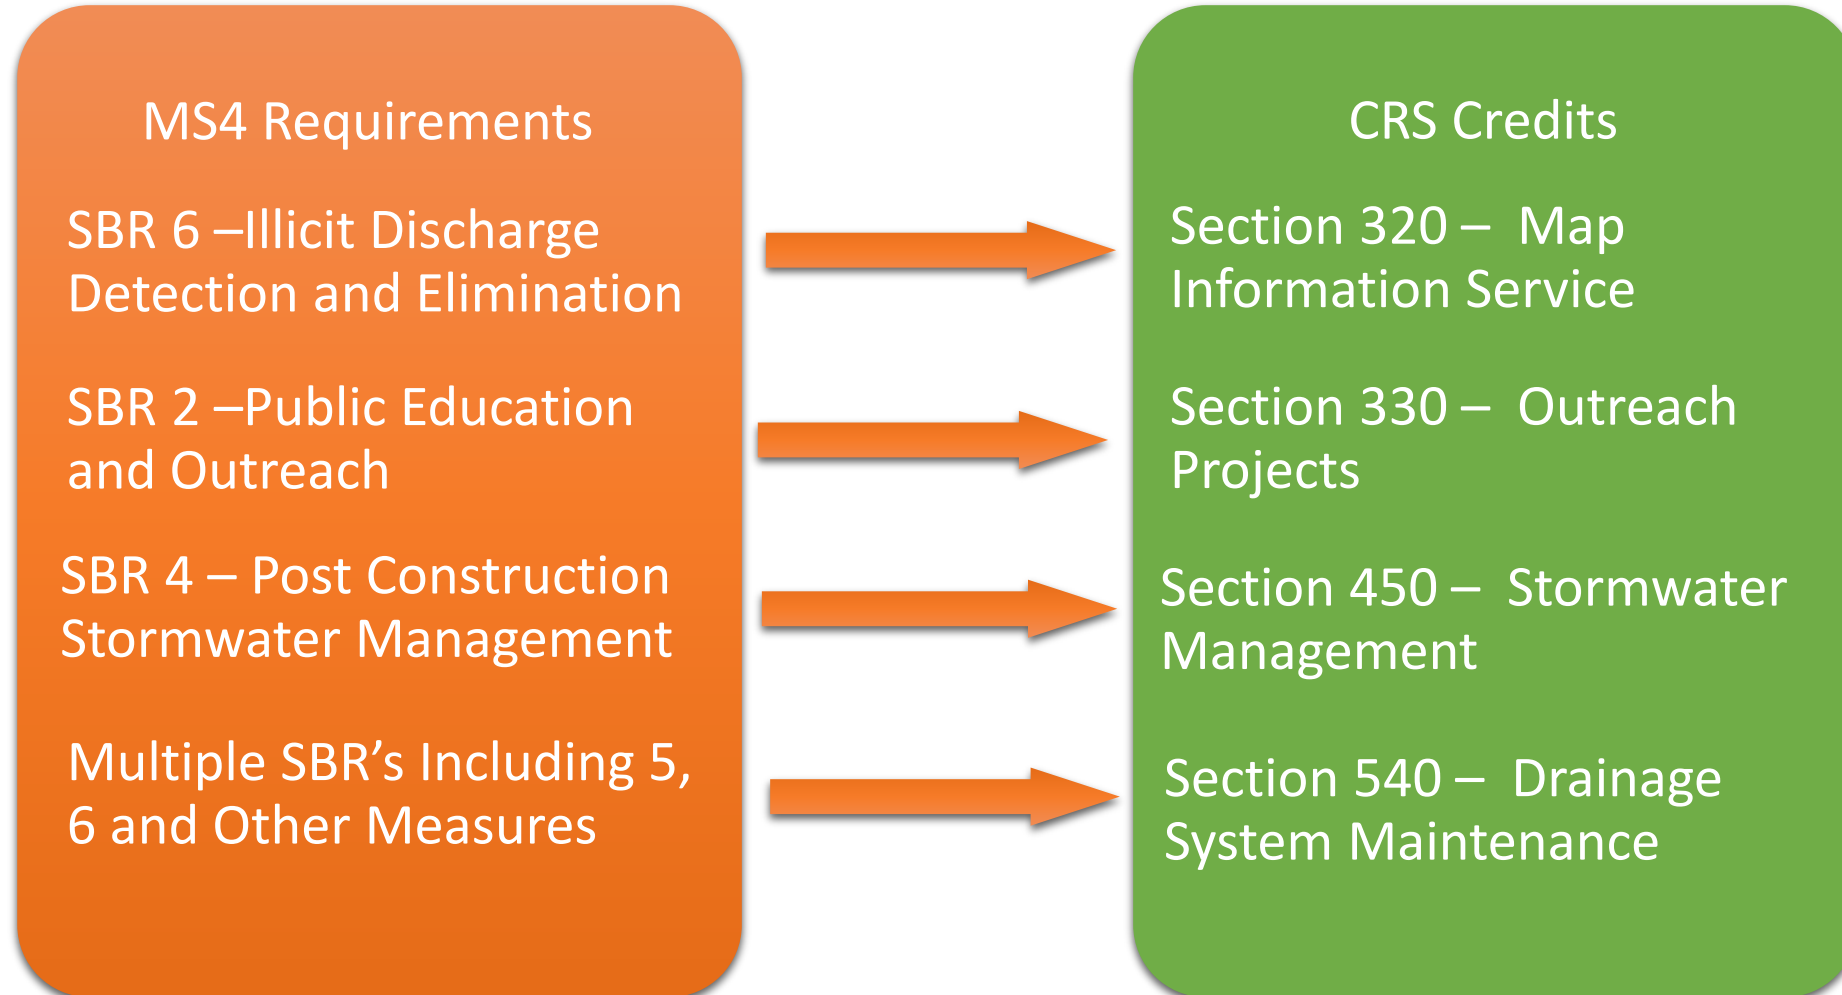 MS4 Requirements
SBR 6 –Illicit Discharge
Detection and Elimination
SBR 2 –Public Education
and Outreach
SBR 4 – Post Construction
Stormwater Management
Multiple SBR’s Including 5,
6 and Other Measures
CRS Credits
Section 320 –  Map
Information Service
Section 330 –  Outreach
Projects
Section 450 –  Stormwater
Management
Section 540 –  Drainage
System Maintenance